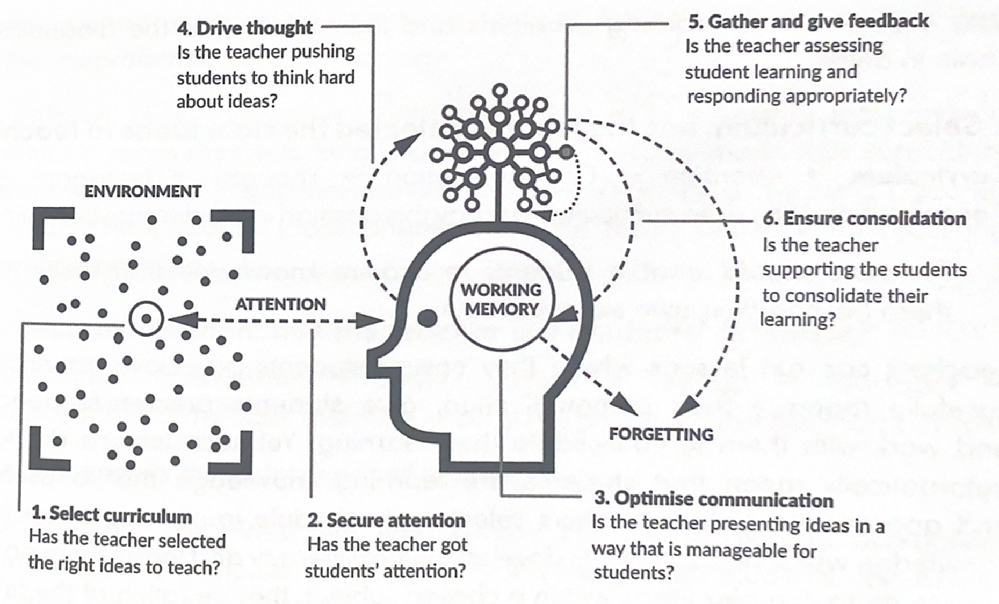 4. Drive thought
Is the teacher pushing
students to think hard
about ideas?
5. Gather and give feedback
Is the teacher assessing
student learning and
responding appropriately?
ENVIRONMENT
ATTENTION
WORKING
MEMORY
6. Ensure consolidation
Is the teacher
supporting the students
to consolidate their
learning?
FORGETTING
1. Select curriculum
Has the teacher selected
the right ideas to teach?
2. Secure attention
Has the teacher got
students' attention?
3. Optimise communication
Is the teacher presenting ideas in a
way that is manageable for
students?